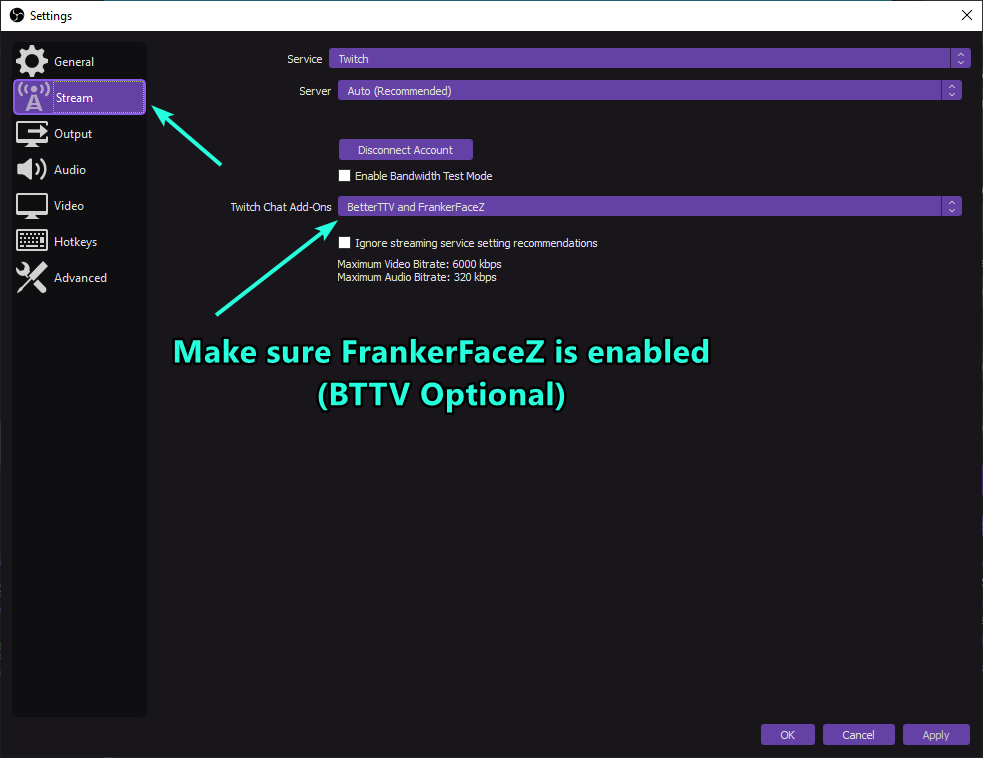 Settings
General
Stream
Output
Audio
Video
Hotkeys
Advanced
Service Twitch
Server Auto (Recommended)
Disconnect Account
Enable Bandwidth Test Mode
Twitch Chat Add-Ons BetterTTV and FrankerFaceZ
Ignore streaming service setting recommendations
Maximum Video Bitrate: 6000 kbps
Maximum Audio Bitrate: 320 kbps
Make sure FrankerFaceZ is enabled
(BTTV Optional)
OK Cancel Apply